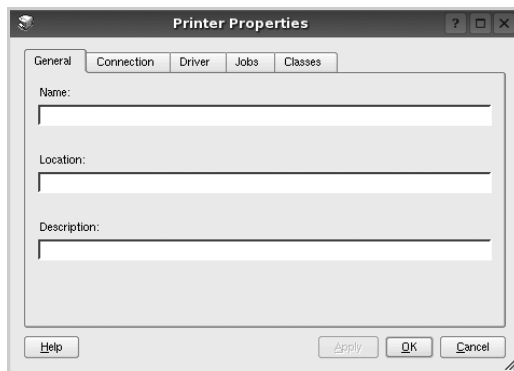 Printer Properties
General Connection Driver Jobs Classes
Name:
Location:
Description:
Help Apply OK Cancel